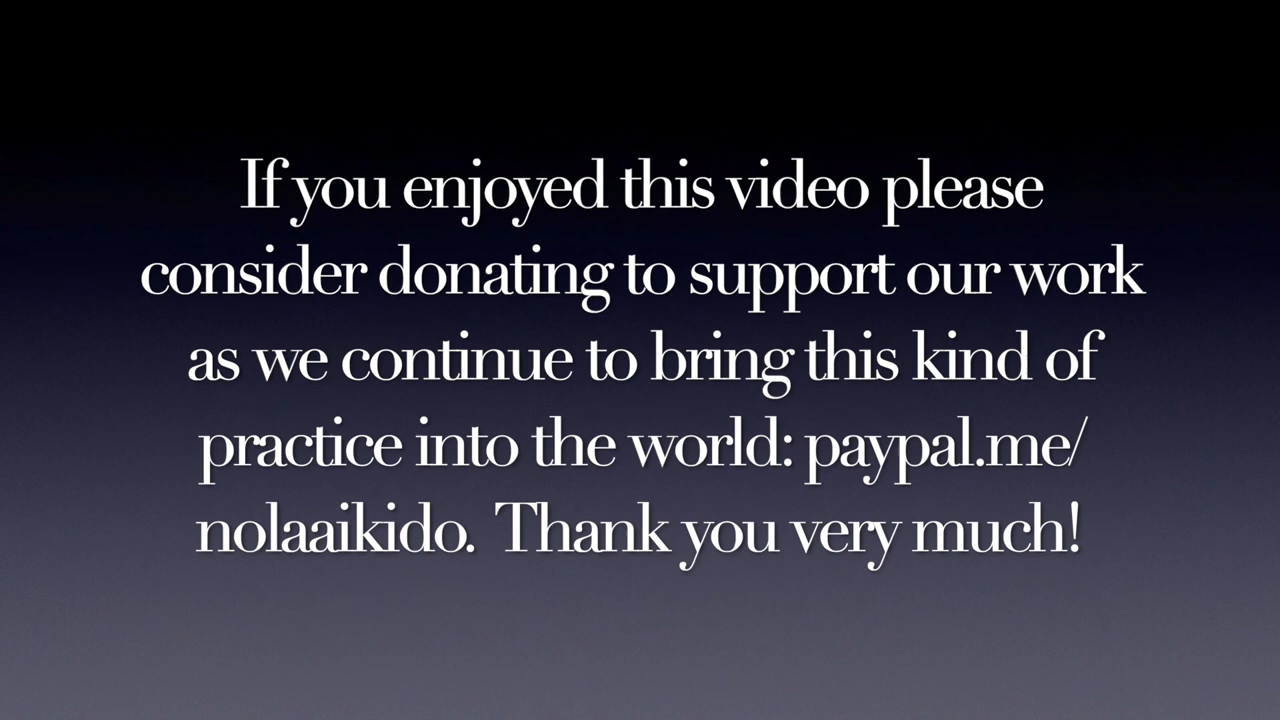 If you enjoyed this video please
consider donating to support our work
as we continue to bring this kind of
practice into the world: paypal.me/
nolaaikido.  Thank you very much!